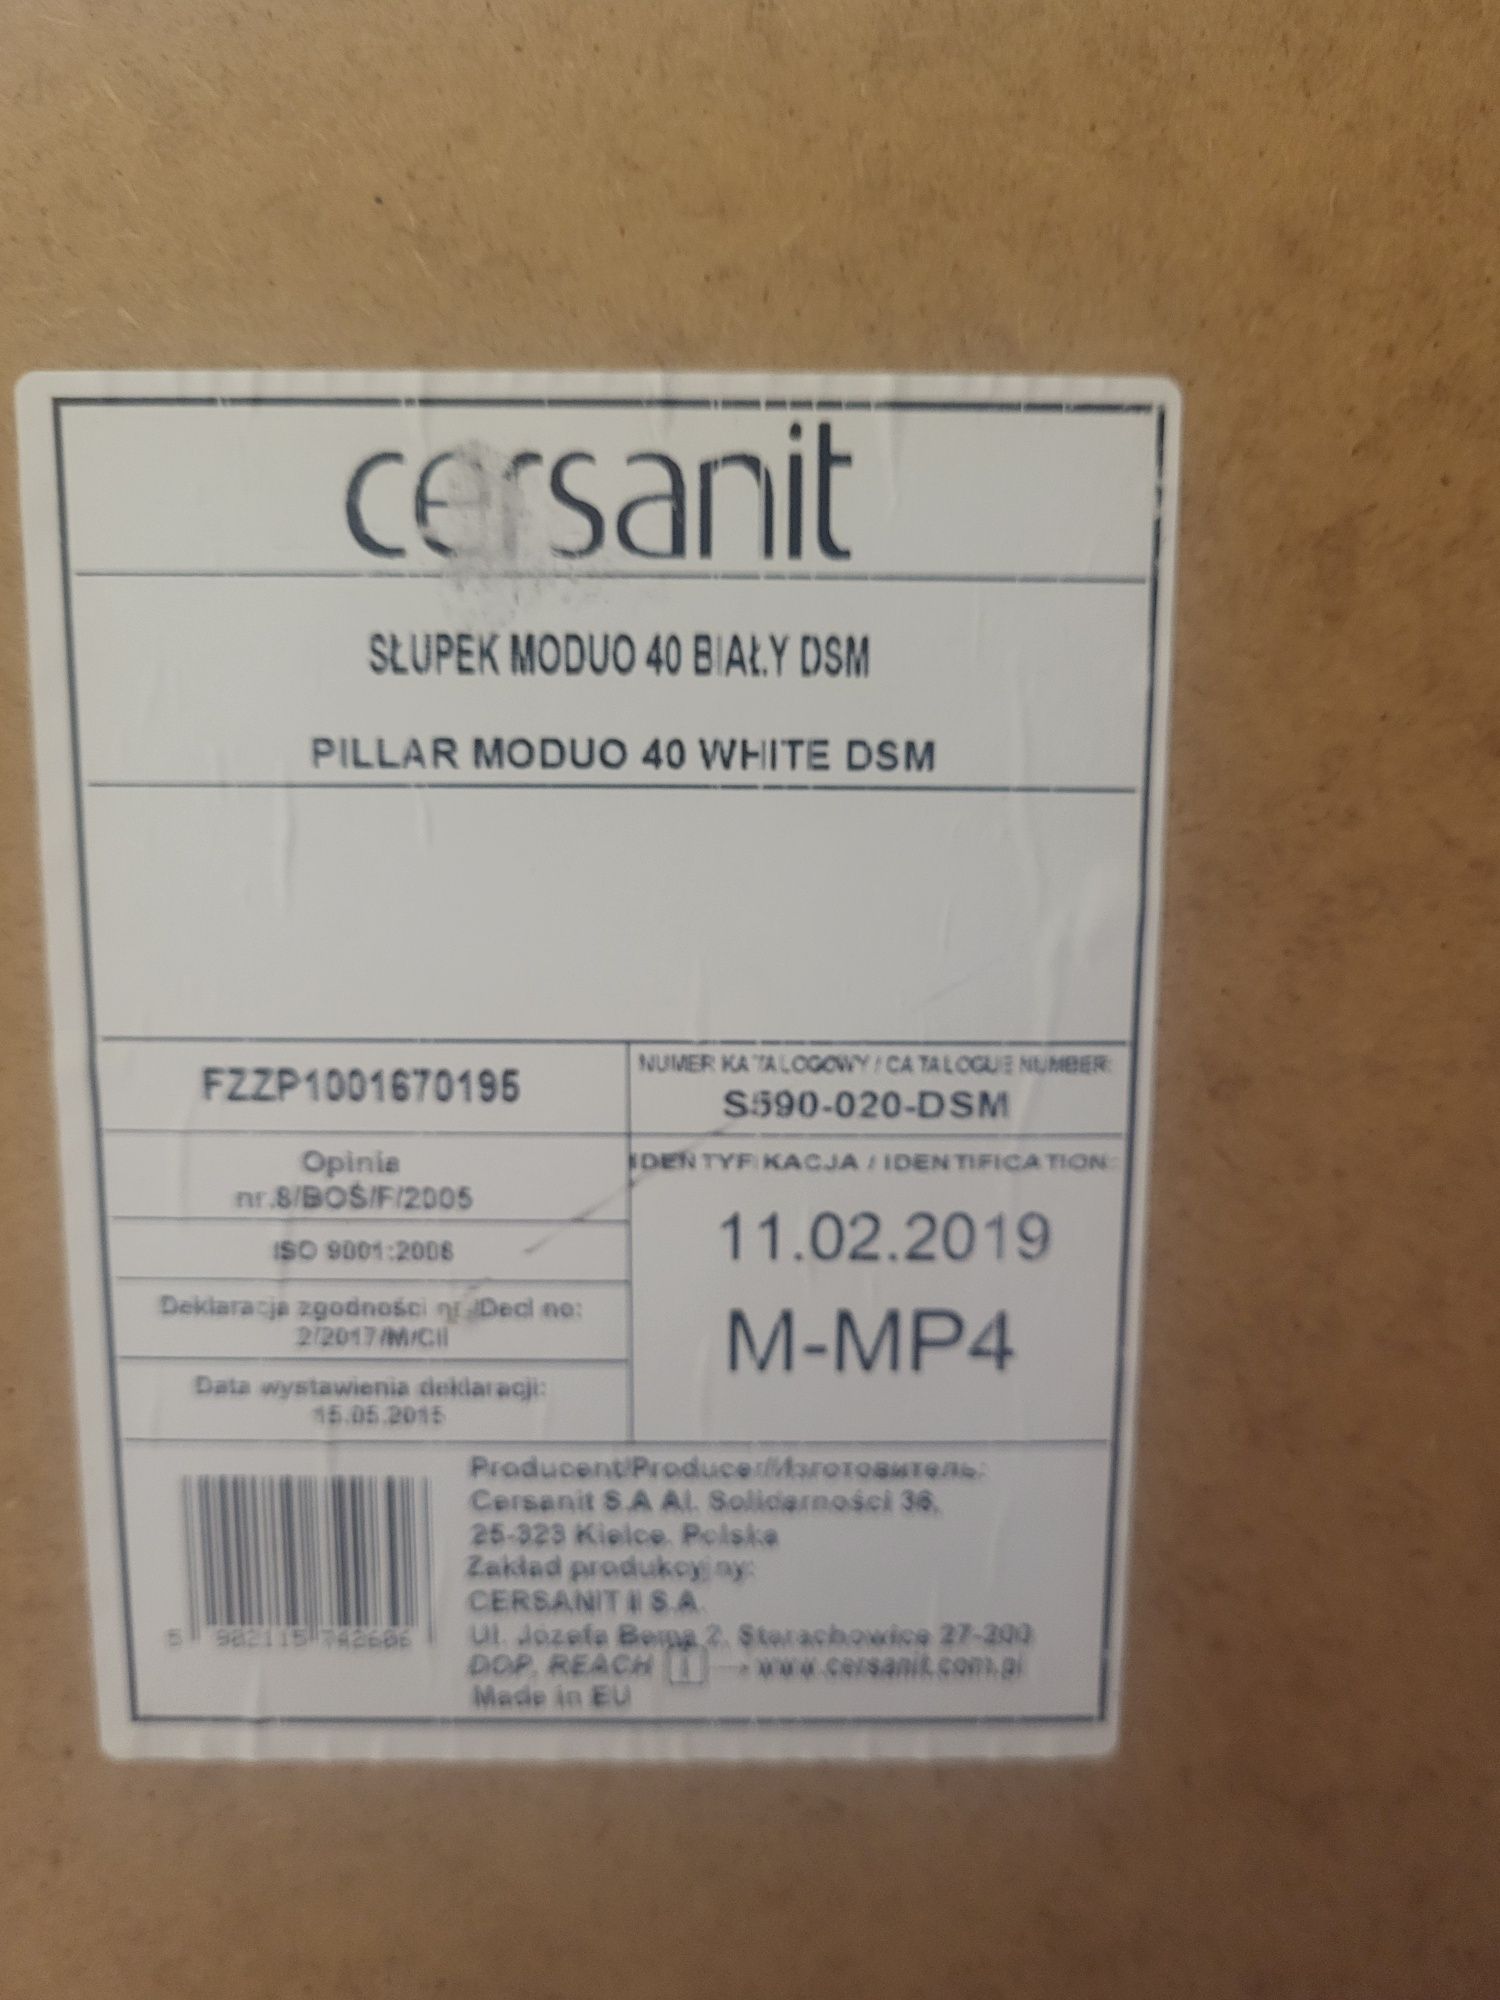 cersanit
SŁUPEK MODUO 40 BIAŁY DSM
PILLAR MODUO 40 WHITE DSM
FZZP1001670195
NUMER KATALOGOWY / CATALOGUE NUMBER:
S590-020-DSM
Opinia
nr.8/BOŚ/F/2005
IDENTYFIKACJA / IDENTIFICATION:
11.02.2019
M-MP4
ISO 9001:2008
Deklaracja zgodności nr /Decl no:
2/2017/M/CII
Data wystawienia deklaracji:
15.05.2015
Producent/Producer/Изготовитель:
Cersanit S.A Al. Solidarności 36,
25-323 Kielce, Polska
Zakład produkcyjny:
CERSANIT II S.A.
Ul. Józefa Bema 2, Starachowice 27-200
DOP, REACH i → www.cersanit.com.pl
Made in EU
5 902115 742606